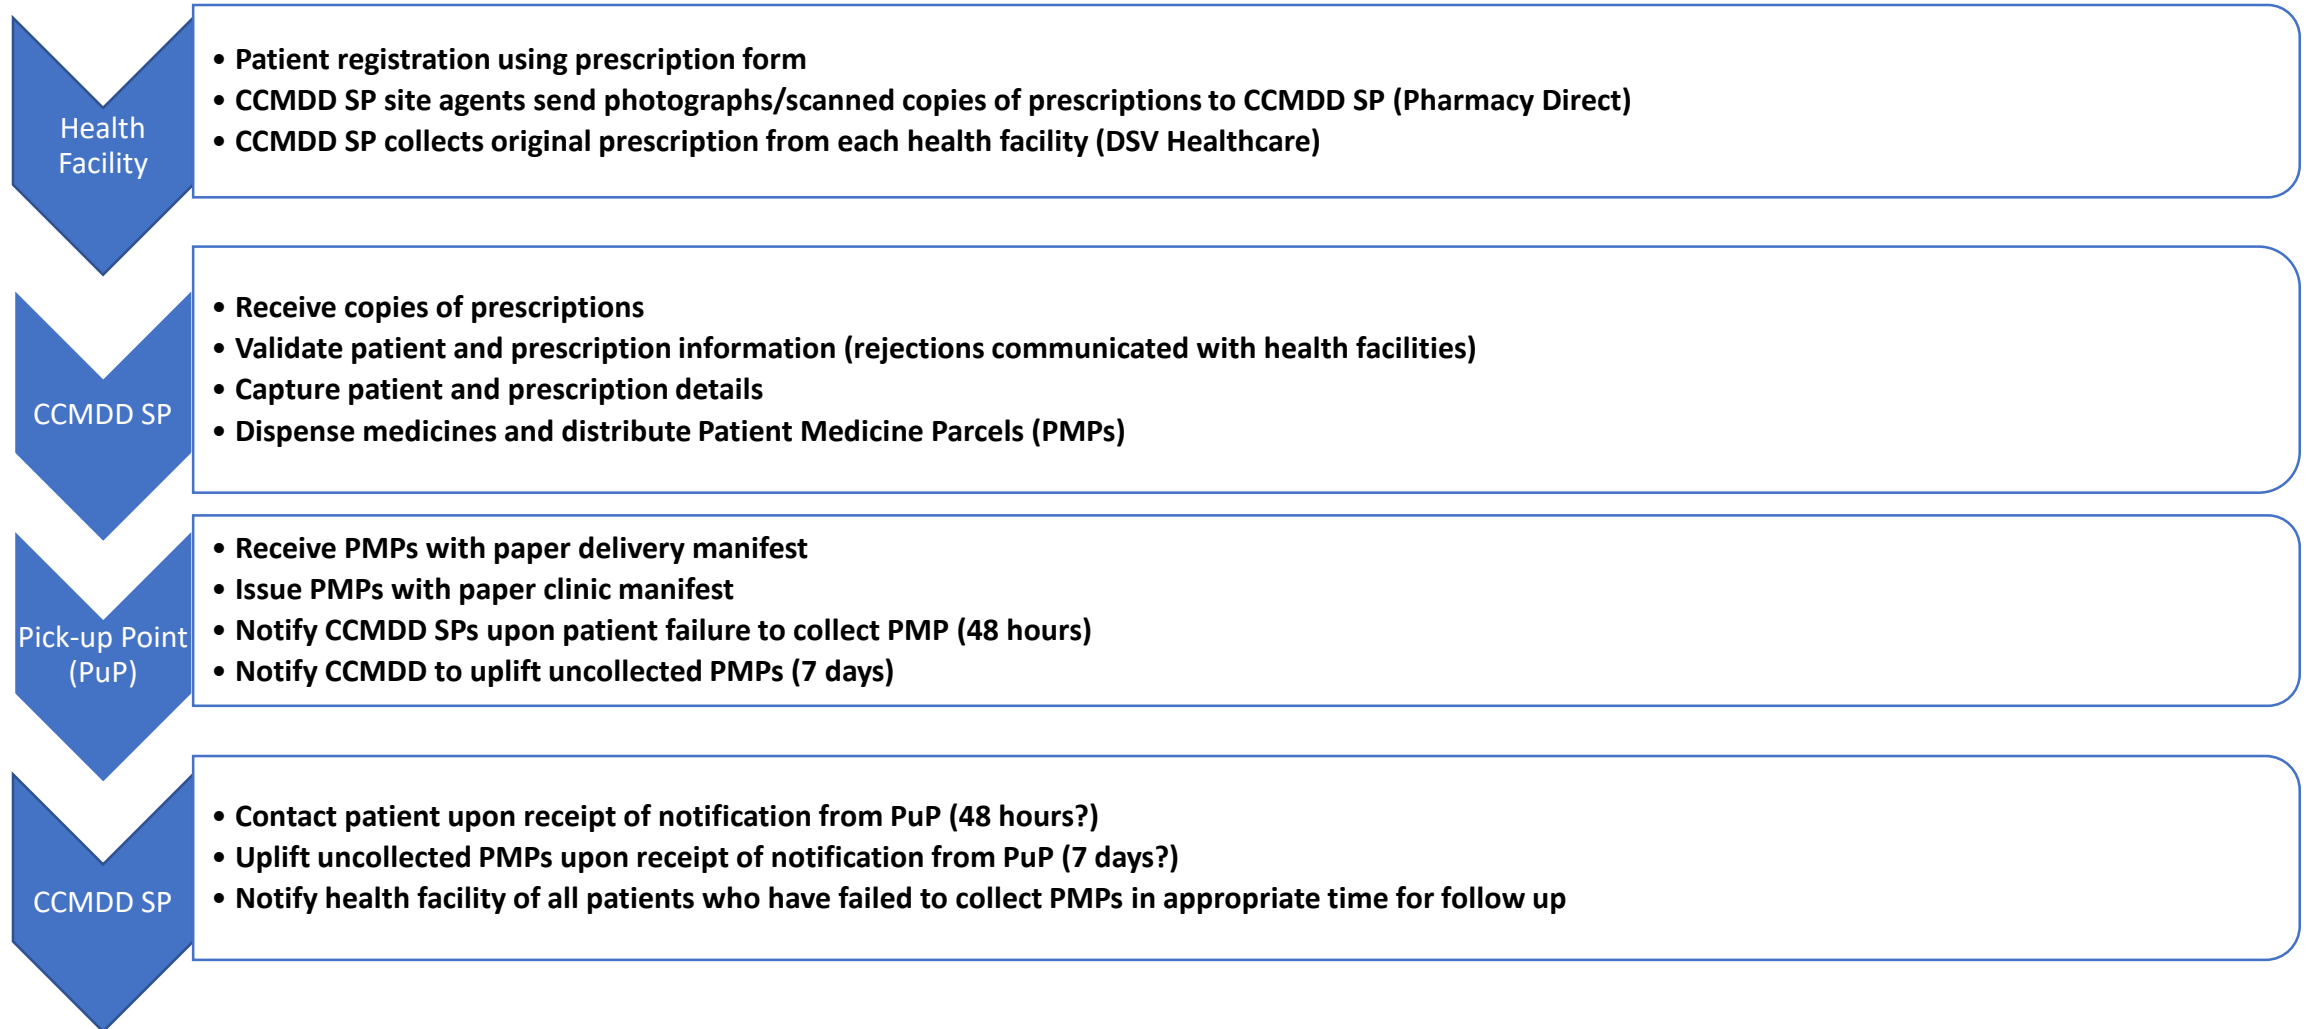 Health
Facility
• Patient registration using prescription form
• CCMDD SP site agents send photographs/scanned copies of prescriptions to CCMDD SP (Pharmacy Direct)
• CCMDD SP collects original prescription from each health facility (DSV Healthcare)
CCMDD SP
• Receive copies of prescriptions
• Validate patient and prescription information (rejections communicated with health facilities)
• Capture patient and prescription details
• Dispense medicines and distribute Patient Medicine Parcels (PMPs)
Pick-up Point
(PuP)
• Receive PMPs with paper delivery manifest
• Issue PMPs with paper clinic manifest
• Notify CCMDD SPs upon patient failure to collect PMP (48 hours)
• Notify CCMDD to uplift uncollected PMPs (7 days)
CCMDD SP
• Contact patient upon receipt of notification from PuP (48 hours?)
• Uplift uncollected PMPs upon receipt of notification from PuP (7 days?)
• Notify health facility of all patients who have failed to collect PMPs in appropriate time for follow up